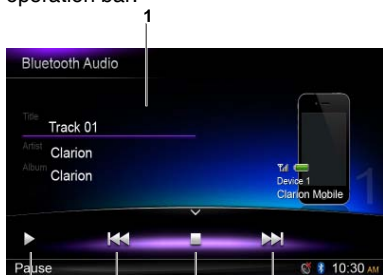 operation bar.
1
Bluetooth Audio
Title
Track 01
Artist
Clarion
Album
Clarion
Device 1
Clarion Mobile
1
Pause
10:30 AM